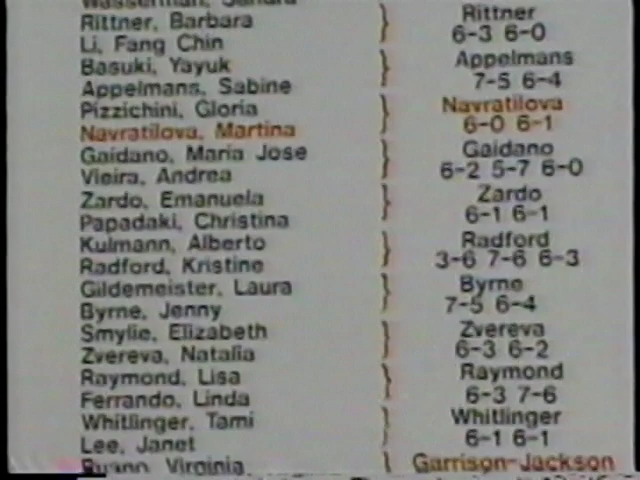 Wasserman, Sandra
Rittner, Barbara
Rittner
6-3 6-0
Li, Fang Chin
Basuki, Yayuk
Appelmans
7-5 6-4
Appelmans, Sabine
Pizzichini, Gloria
Navratilova
6-0 6-1
Navratilova, Martina
Gaidano, Maria Jose
Gaidano
6-2 5-7 6-0
Vieira, Andrea
Zardo, Emanuela
Zardo
6-1 6-1
Papadaki, Christina
Kulmann, Alberto
Radford
3-6 7-6 6-3
Radford, Kristine
Gildemeister, Laura
Byrne
7-5 6-4
Byrne, Jenny
Smylie, Elizabeth
Zvereva
6-3 6-2
Zvereva, Natalia
Raymond, Lisa
Raymond
6-3 7-6
Ferrando, Linda
Whitlinger, Tami
Whitlinger
6-1 6-1
Lee, Janet
Ruano, Virginia
Garrison-Jackson